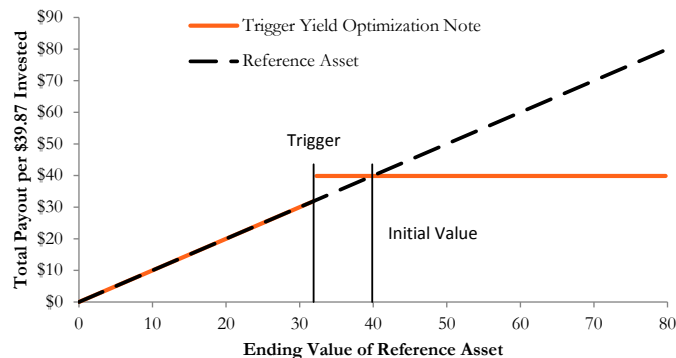 $90
$80
$70
$60
$50
$40
$30
$20
$10
$0
Total Payout per $39.87 Invested
Trigger Yield Optimization Note
Reference Asset
Trigger
Initial Value
0 10 20 30 40 50 60 70 80
Ending Value of Reference Asset